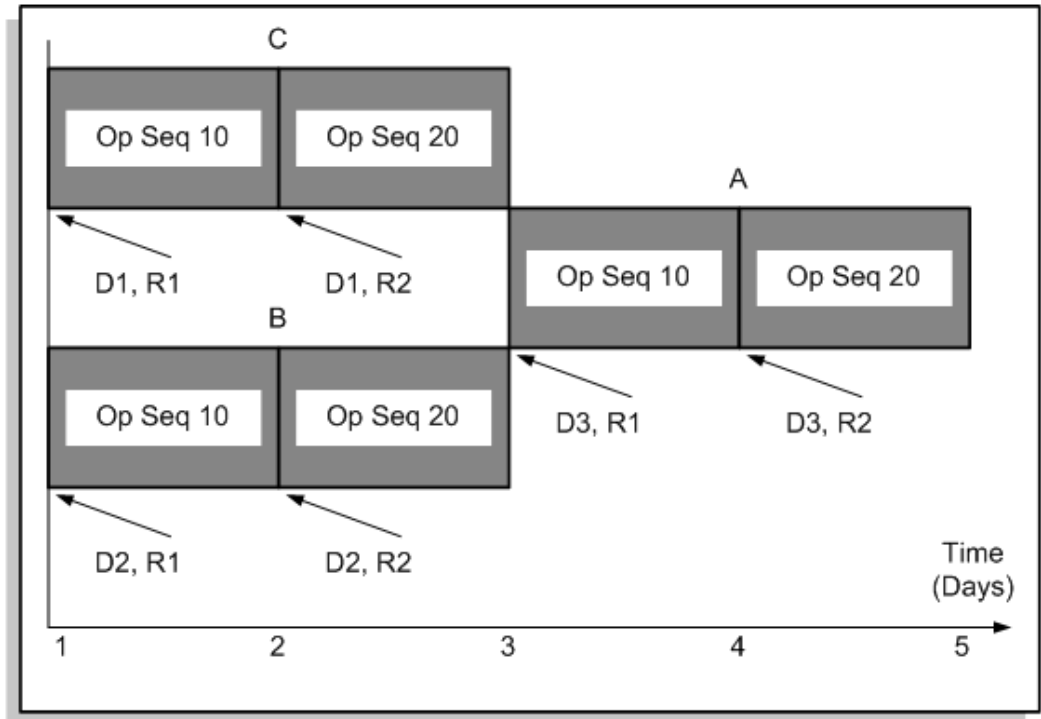 C
Op Seq 10
Op Seq 20
D1, R1
D1, R2
A
Op Seq 10
Op Seq 20
D3, R1
D3, R2
B
Op Seq 10
Op Seq 20
D2, R1
D2, R2
Time
(Days)
1 2 3 4 5